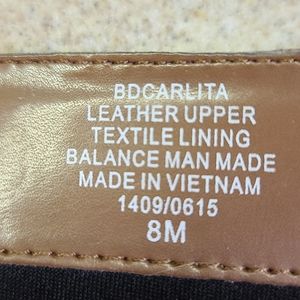 BDCARLITA
LEATHER UPPER
TEXTILE LINING
BALANCE MAN MADE
MADE IN VIETNAM
1409/0615
8M